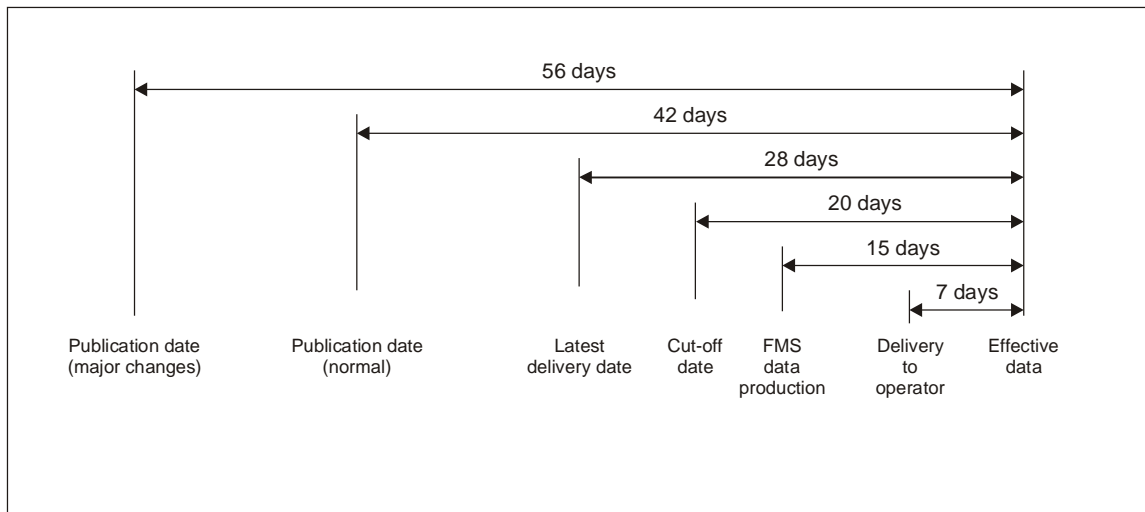 56 days
42 days
28 days
20 days
15 days
7 days
Publication date
(major changes)
Publication date
(normal)
Latest
delivery date
Cut-off
date
FMS
data
production
Delivery
to
operator
Effective
data